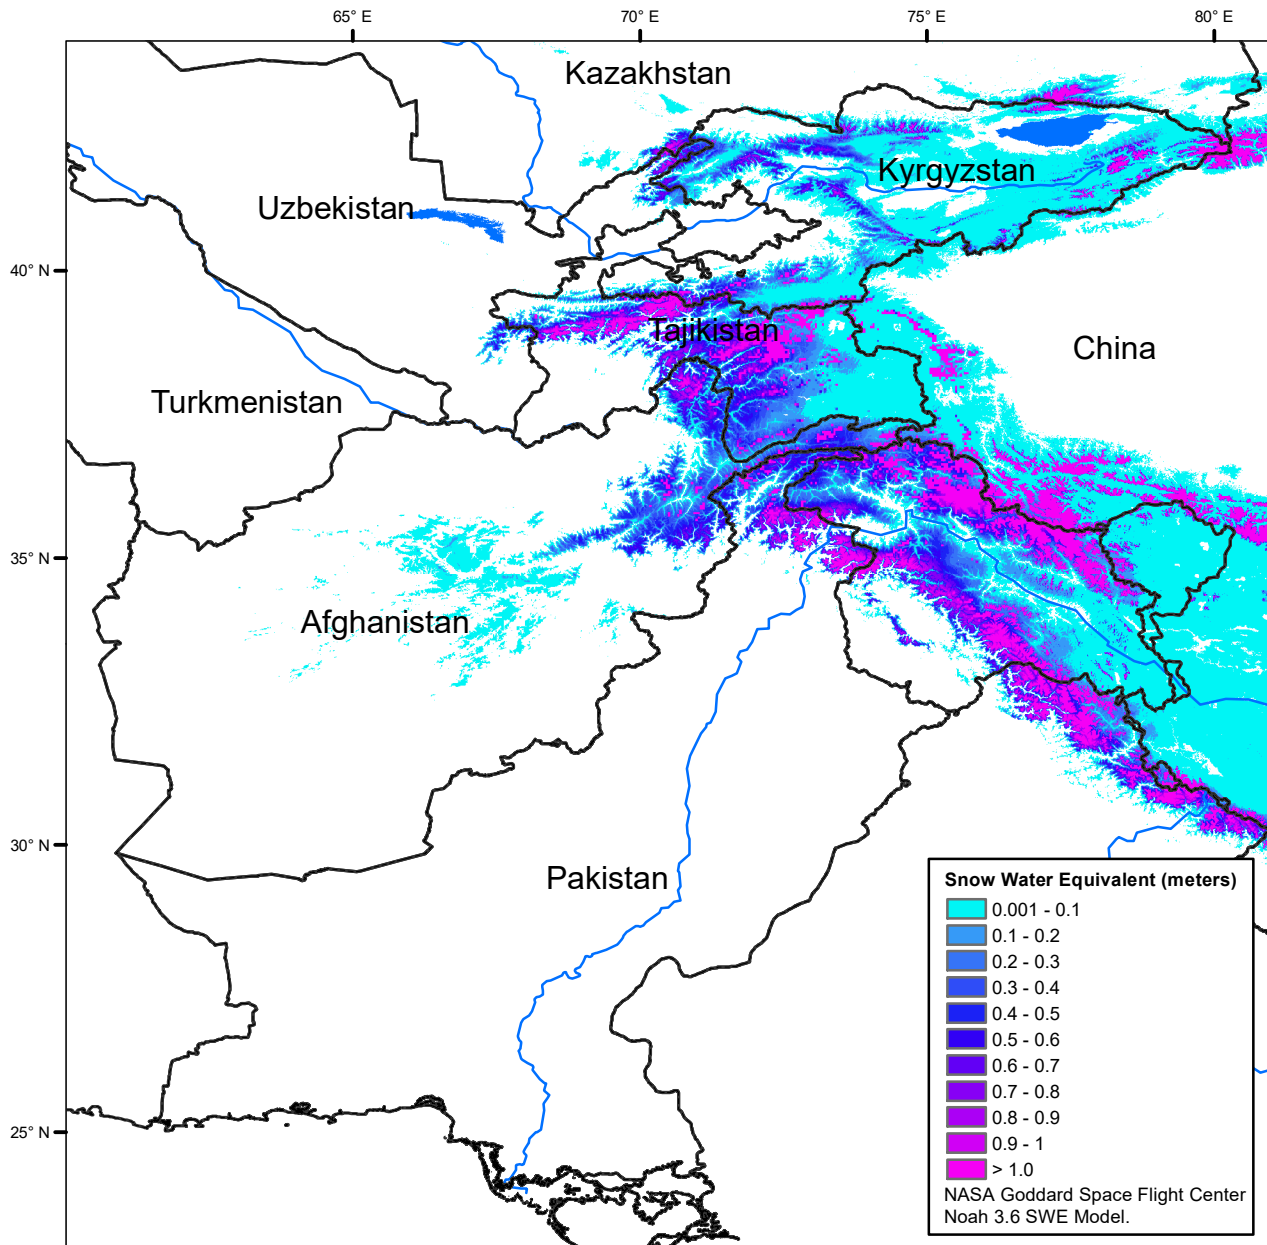 65° E
70° E
75° E
80° E
Kazakhstan
Kyrgyzstan
Uzbekistan
40° N
Tajikistan
China
Turkmenistan
35° N
Afghanistan
30° N
Pakistan
25° N
Snow Water Equivalent (meters)
0.001 - 0.1
0.1 - 0.2
0.2 - 0.3
0.3 - 0.4
0.4 - 0.5
0.5 - 0.6
0.6 - 0.7
0.7 - 0.8
0.8 - 0.9
0.9 - 1
> 1.0
NASA Goddard Space Flight Center
Noah 3.6 SWE Model.